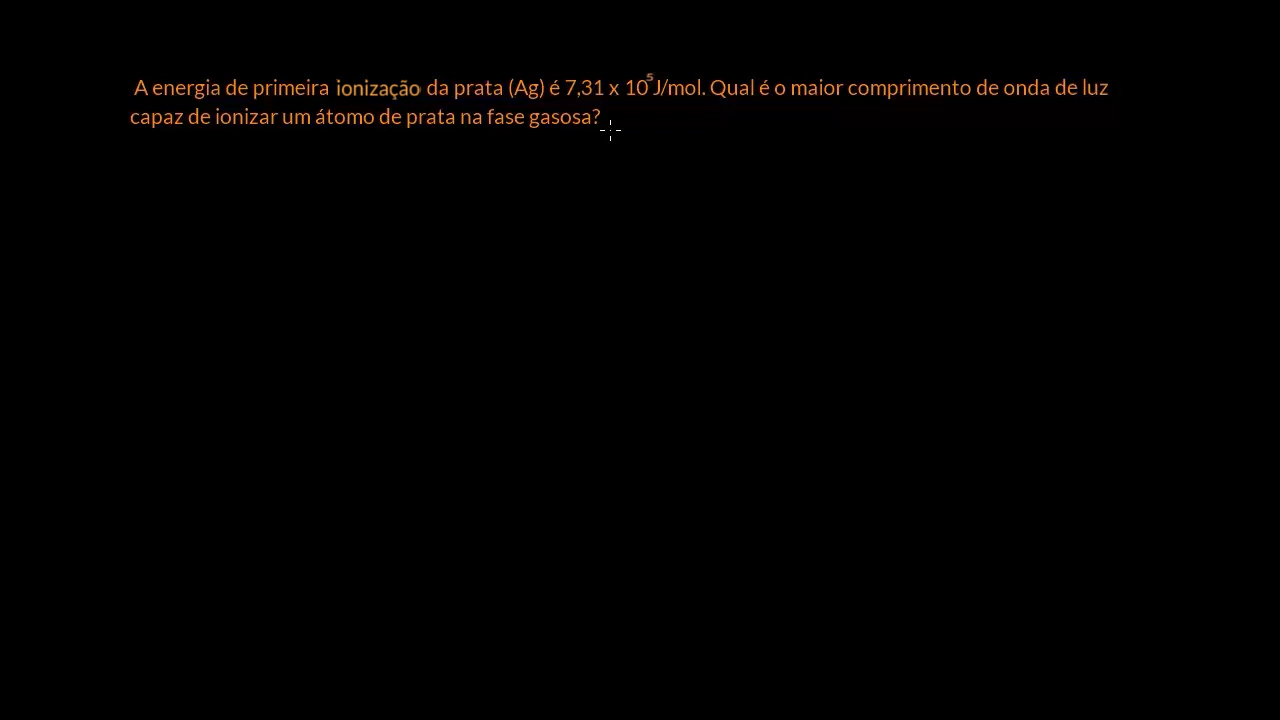 A energia de primeira ionização da prata (Ag) é 7,31 x 10⁵J/mol. Qual é o maior comprimento de onda de luz
capaz de ionizar um átomo de prata na fase gasosa?